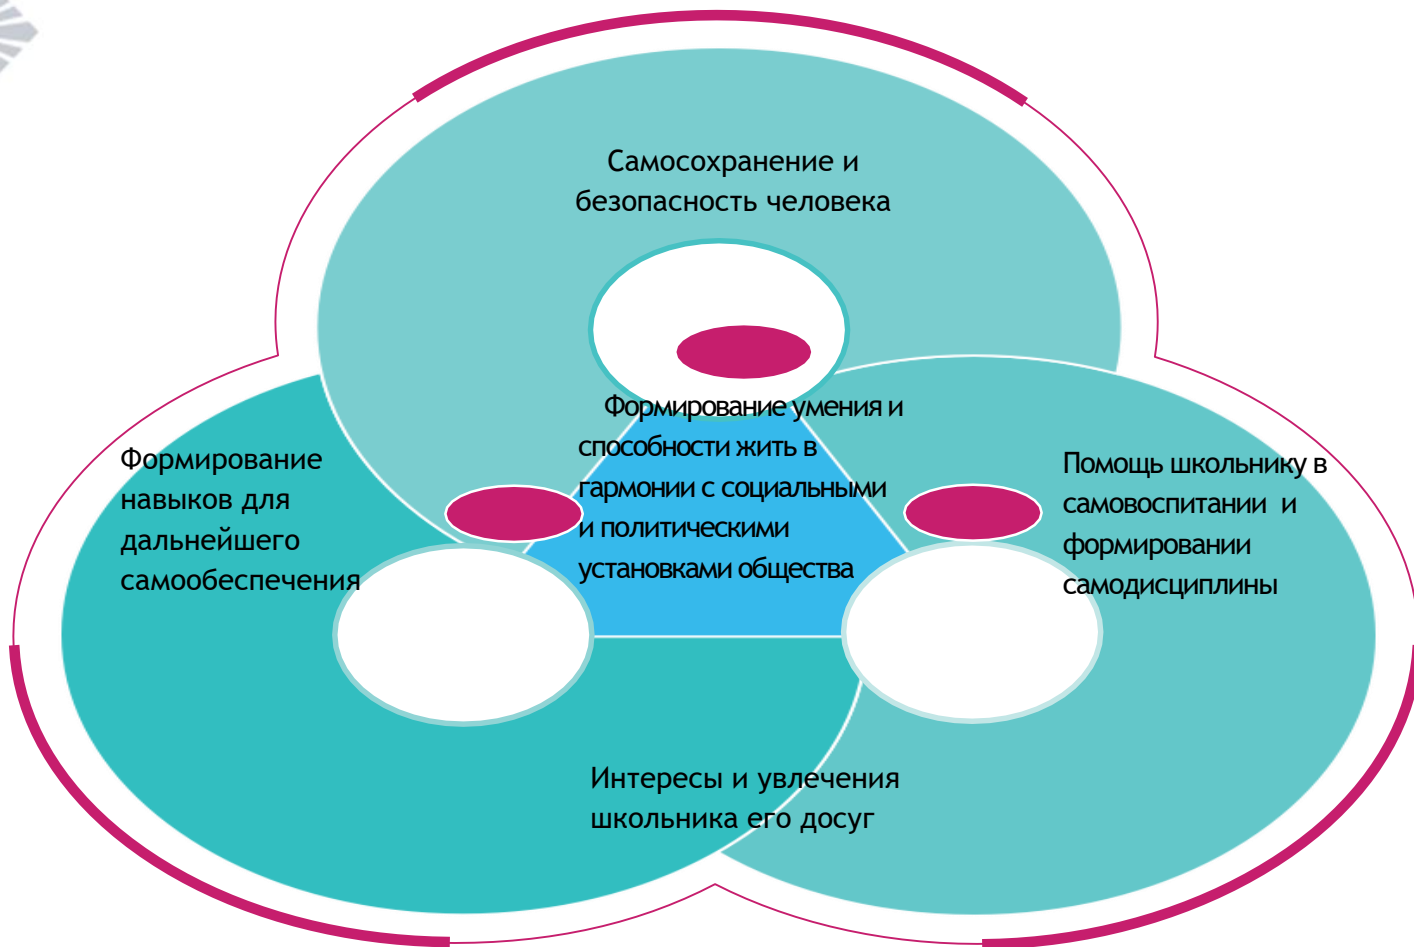 Самосохранение и
безопасность человека
Формирование умения и
способности жить в
гармонии с социальными
и политическими
установками общества
Формирование
навыков для
дальнейшего
самообеспечения
Помощь школьнику в
самовоспитании и
формировании
самодисциплины
Интересы и увлечения
школьника его досуг